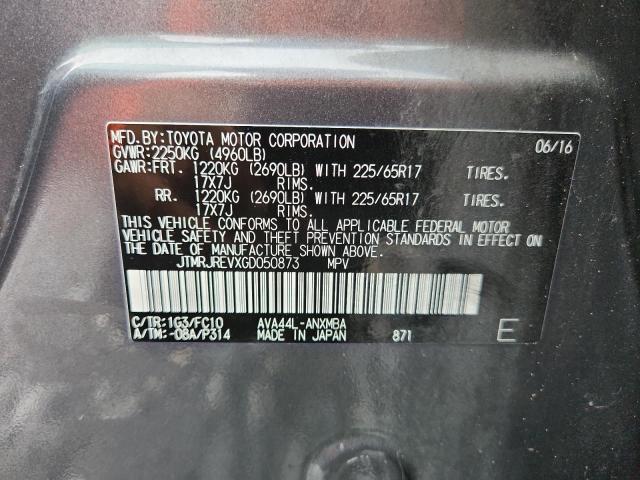 MFD.BY:TOYOTA MOTOR CORPORATION 06/16
GVWR:2250KG (4960LB)
GAWR:FRT. 1220KG (2690LB) WITH 225/65R17 TIRES.
17X7J RIMS.
RR. 1220KG (2690LB) WITH 225/65R17 TIRES.
17X7J RIMS.
THIS VEHICLE CONFORMS TO ALL APPLICABLE FEDERAL MOTOR
VEHICLE SAFETY AND THEFT PREVENTION STANDARDS IN EFFECT ON
THE DATE OF MANUFACTURE SHOWN ABOVE.
JTMRJREVXGD050873 MPV
C/TR:1G3/FC10 AVA44L-ANXMBA
A/TM:-08A/P314 MADE IN JAPAN 871 E